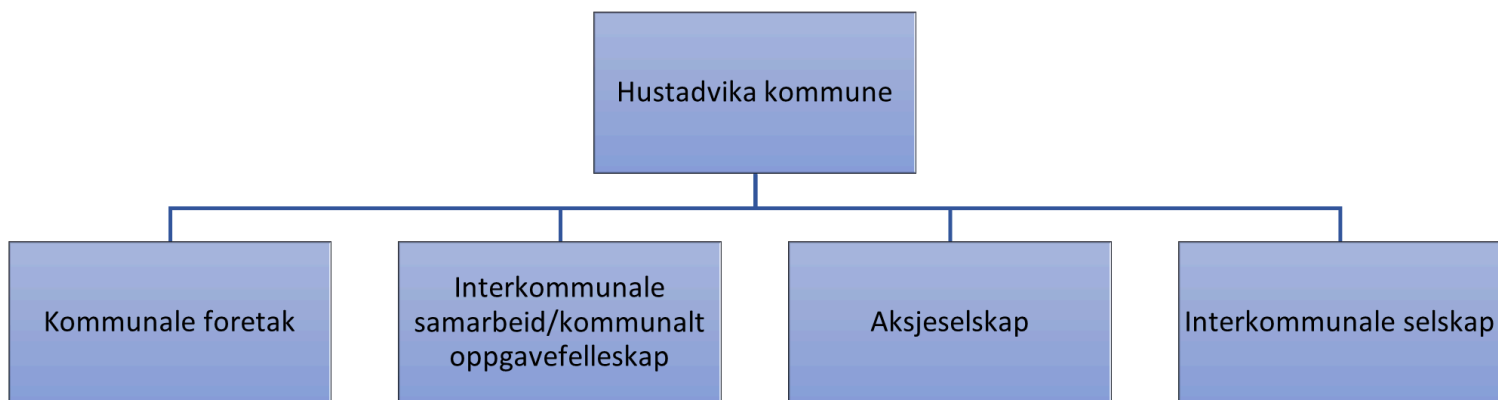 Hustadvika kommune
Kommunale foretak
Interkommunale
samarbeid/kommunalt
oppgavefelleskap
Aksjeselskap
Interkommunale selskap